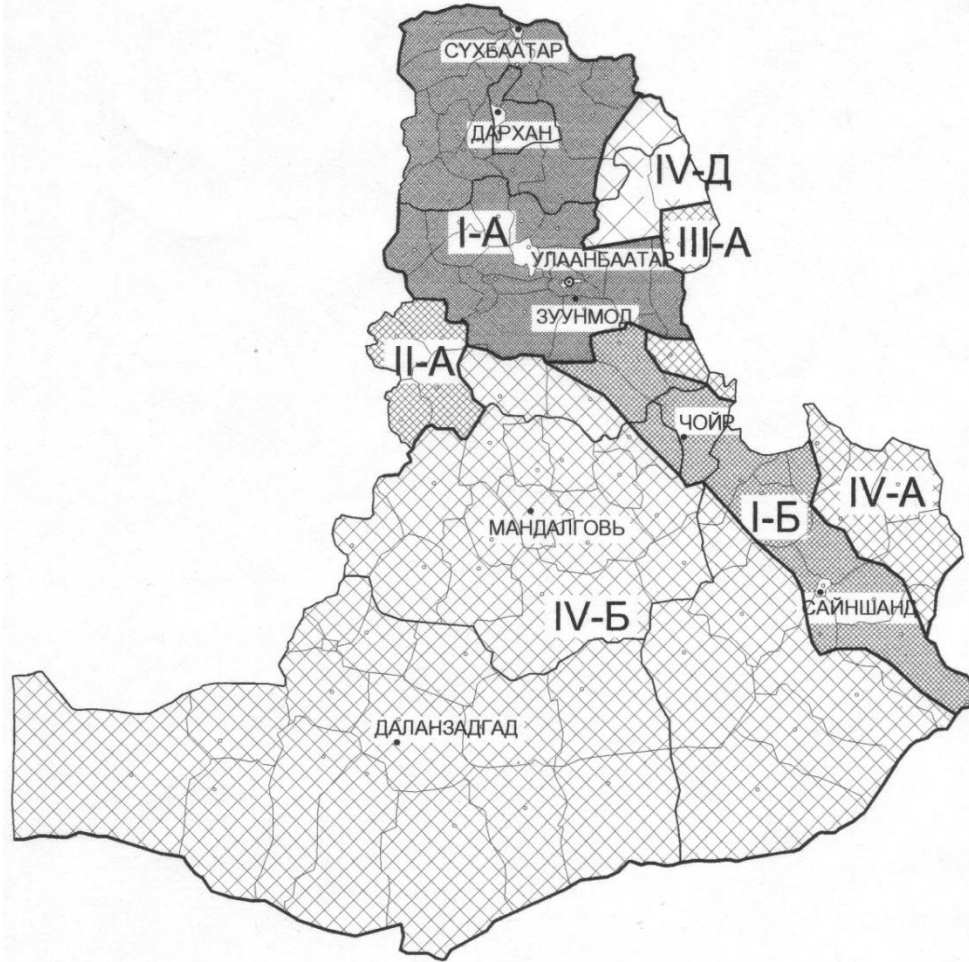 СҮХБААТАР
ДАРХАН
IV-Д
I-А
III-А
УЛААНБААТАР
ЗУУНМОД
II-А
ЧОЙР
IV-А
I-Б
МАНДАЛГОВЬ
САЙНШАНД
IV-Б
ДАЛАНЗАДГАД